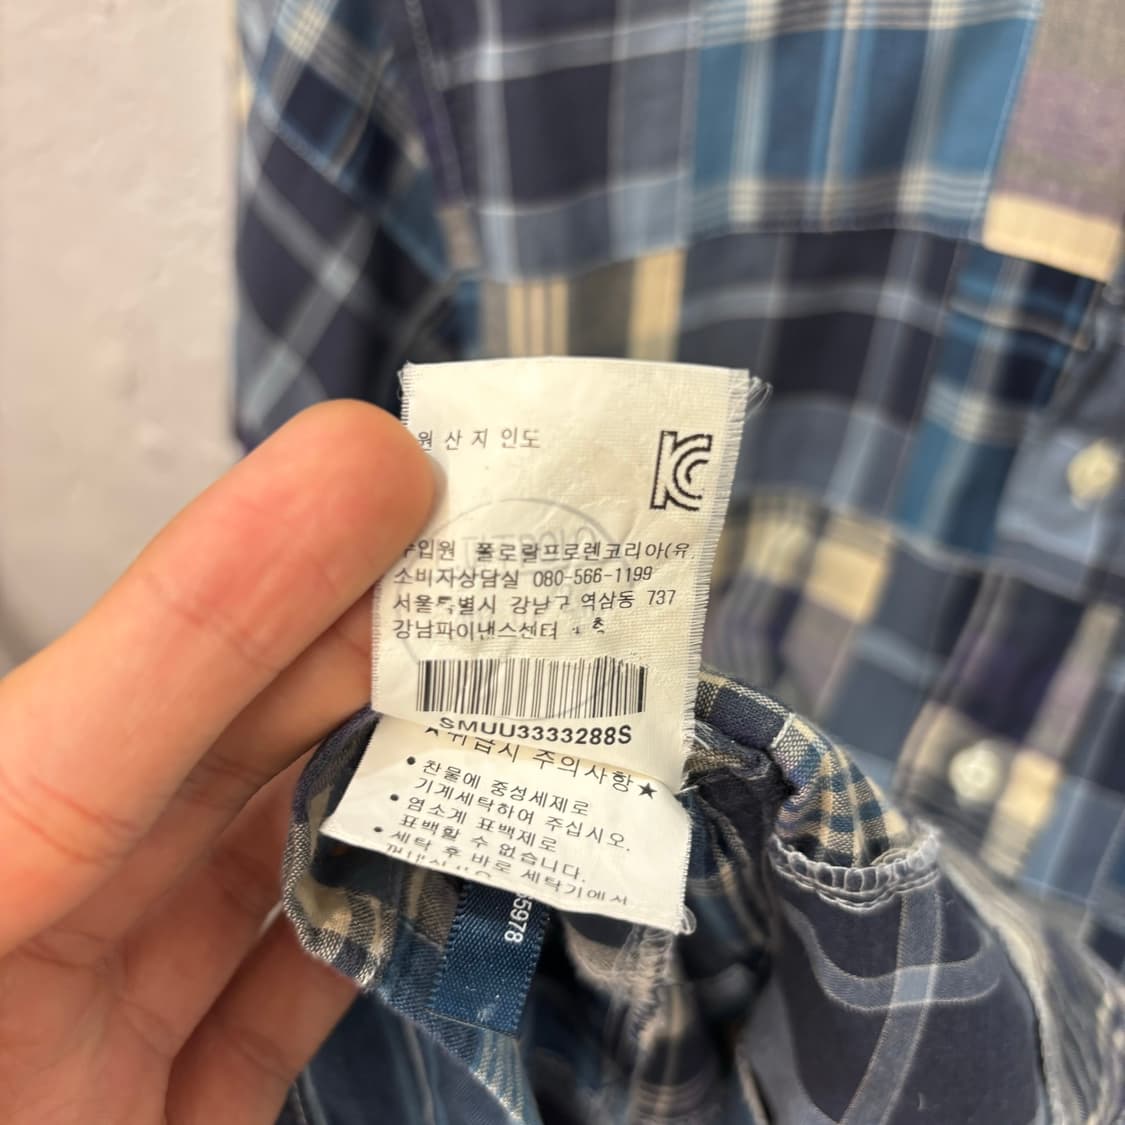 산 지 인도
폴로랄프로렌코리아(유
소비자상담실 080-566-1199
서울특별시 강남구 역삼동 737
강남파이낸스센터
SMUU3333288S
취급시 주의사항★
• 찬물에 중성세제로
기계세탁하여 주십시오.
• 염소계 표백제로
표백할 수 없습니다.
• 세탁 후 바로 세탁기에서
5978